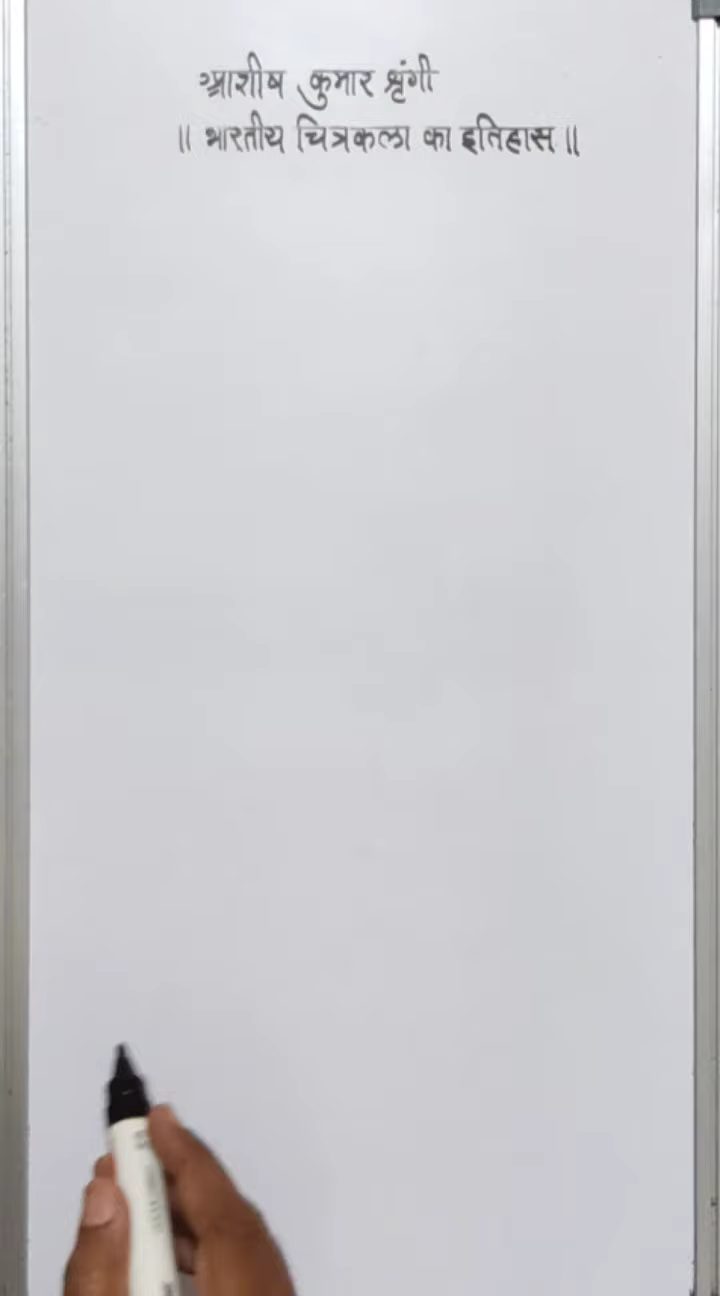 आशीष कुमार श्रृंगी
॥ भारतीय चित्रकला का इतिहास ॥